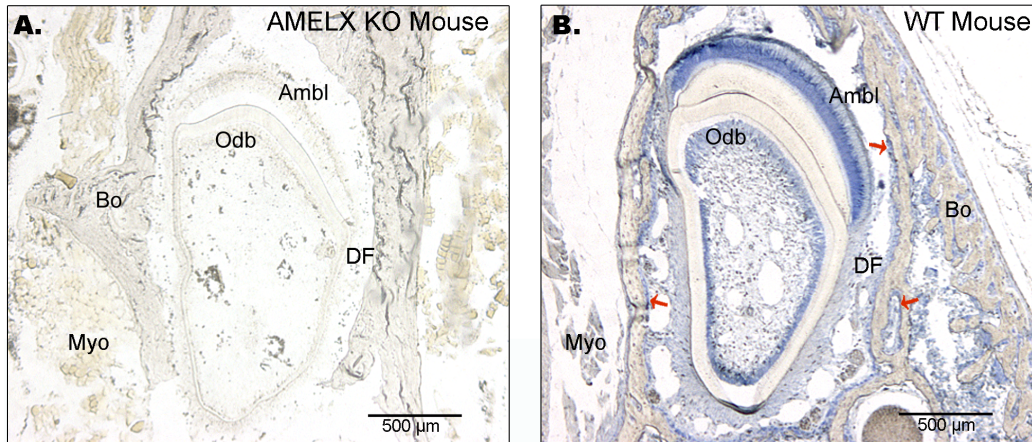 A. AMELX KO Mouse
Ambl
Odb
Bo
DF
Myo
500 µm
B. WT Mouse
Ambl
Odb
Bo
DF
Myo
500 µm